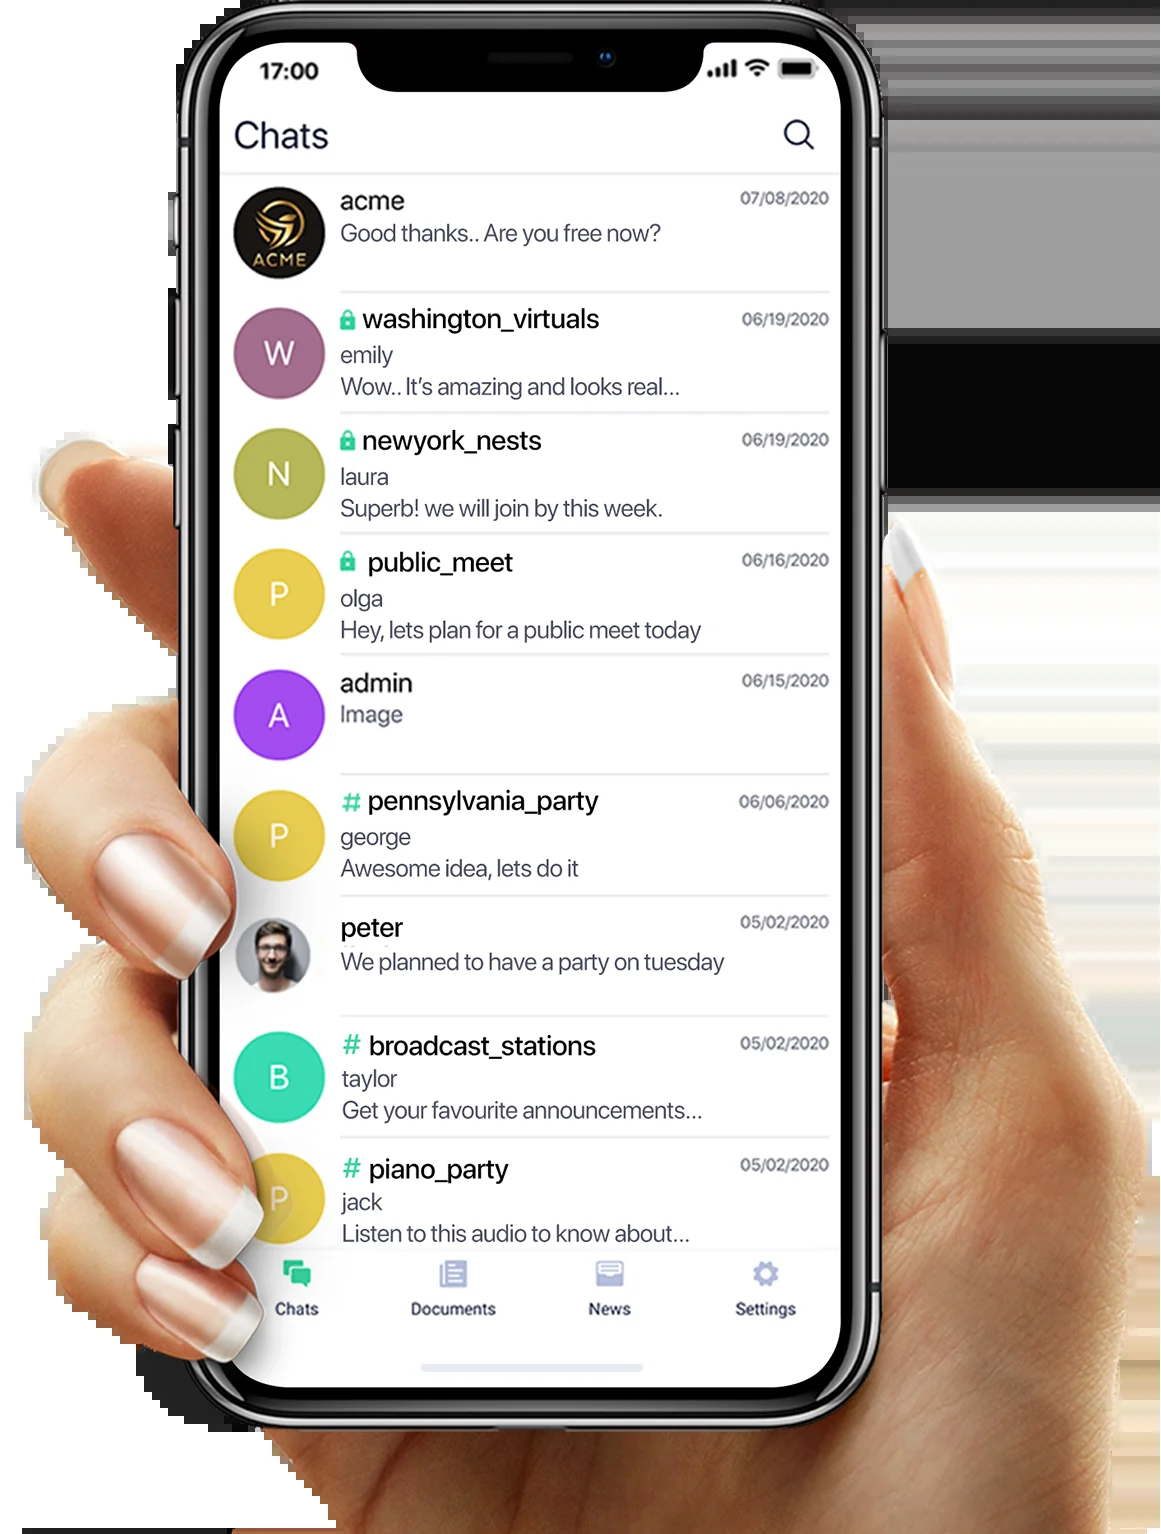 17:00
Chats
ACME
acme
07/08/2020
Good thanks.. Are you free now?
W
washington_virtuals
06/19/2020
emily
Wow.. It's amazing and looks real...
N
newyork_nests
06/19/2020
laura
Superb! we will join by this week.
P
public_meet
06/16/2020
olga
Hey, lets plan for a public meet today
A
admin
06/15/2020
Image
P
# pennsylvania_party
06/06/2020
george
Awesome idea, lets do it
peter
05/02/2020
We planned to have a party on tuesday
B
# broadcast_stations
05/02/2020
taylor
Get your favourite announcements...
P
# piano_party
05/02/2020
jack
Listen to this audio to know about...
Chats
Documents
News
Settings